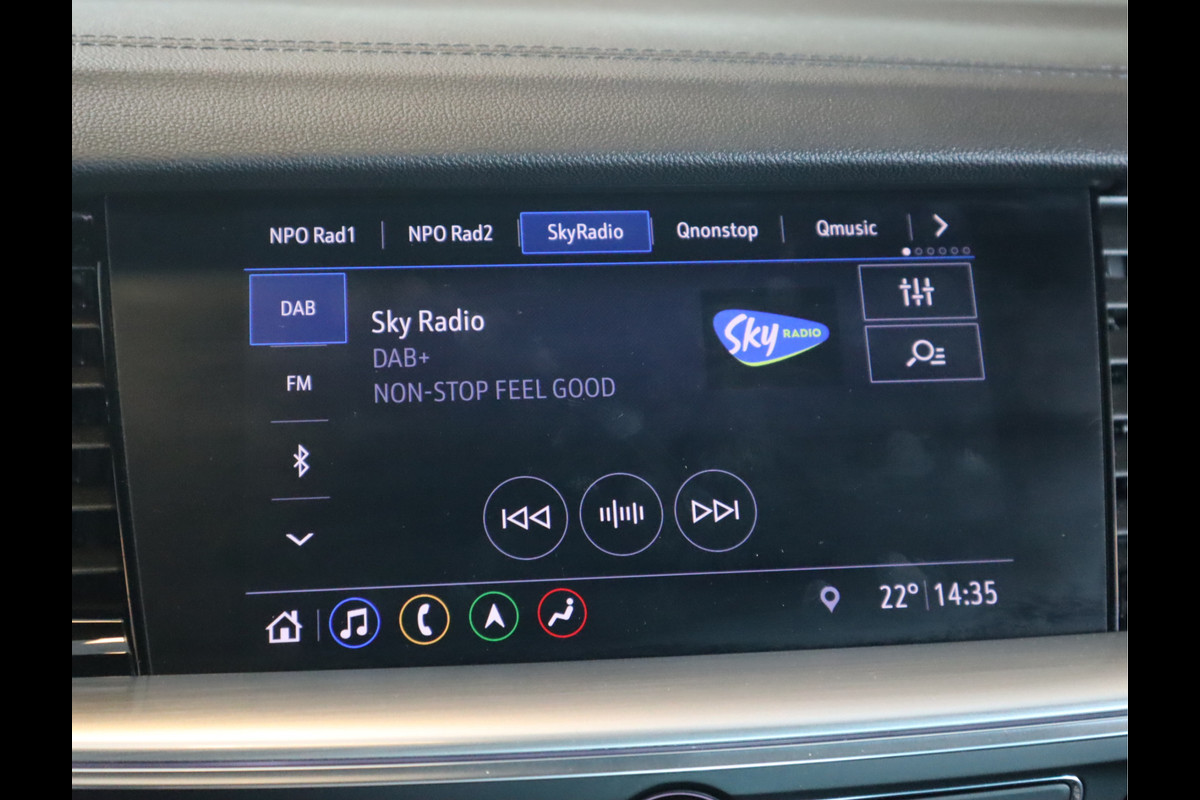 NPO Rad1 NPO Rad2 SkyRadio Qnonstop Qmusic
DAB
Sky Radio
DAB+
NON-STOP FEEL GOOD
Sky RADIO
FM
22° 14:35